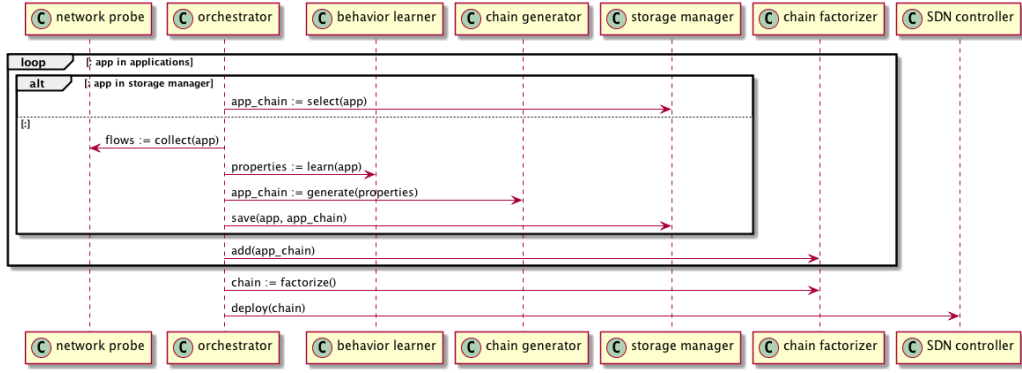 C network probe
C orchestrator
C behavior learner
C chain generator
C storage manager
C chain factorizer
C SDN controller
loop [: app in applications]
alt [: app in storage manager]
app_chain := select(app)
[:]
flows := collect(app)
properties := learn(app)
app_chain := generate(properties)
save(app, app_chain)
add(app_chain)
chain := factorize()
deploy(chain)
C network probe
C orchestrator
C behavior learner
C chain generator
C storage manager
C chain factorizer
C SDN controller